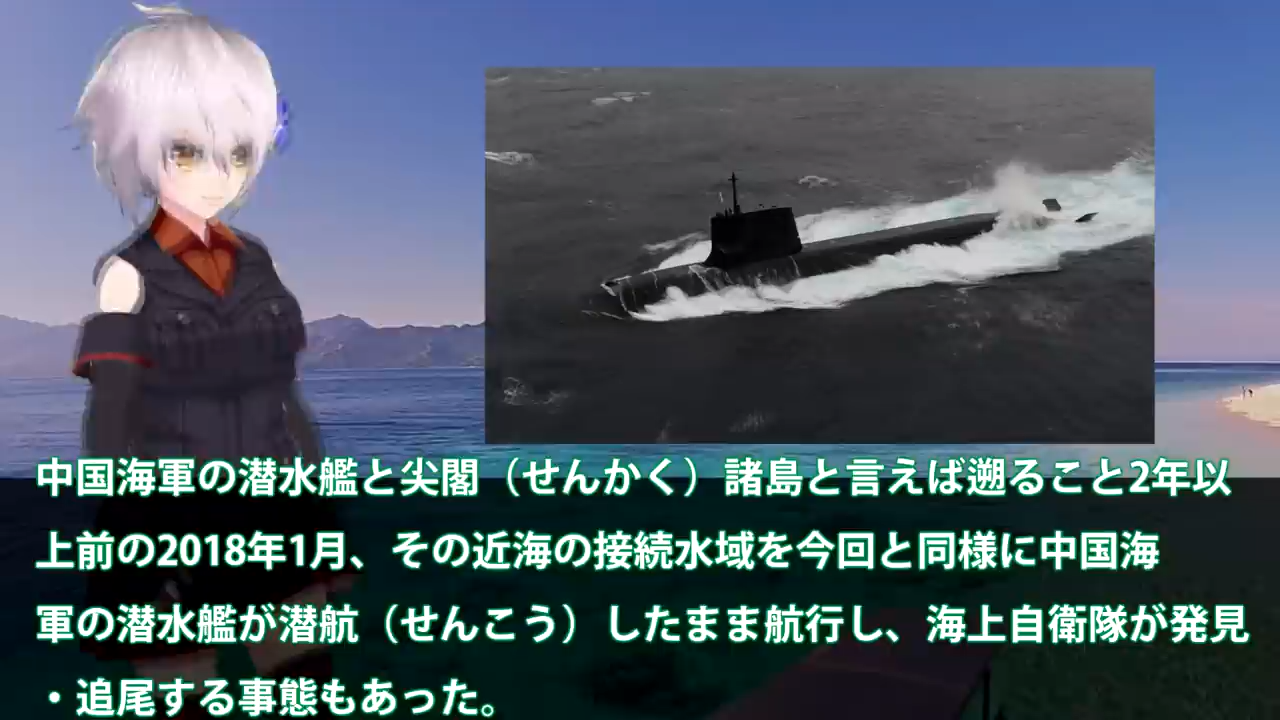 中国海軍の潜水艦と尖閣（せんかく）諸島と言えば遡ること2年以
上前の2018年1月、その近海の接続水域を今回と同様に中国海
軍の潜水艦が潜航（せんこう）したまま航行し、海上自衛隊が発見
・追尾する事態もあった。